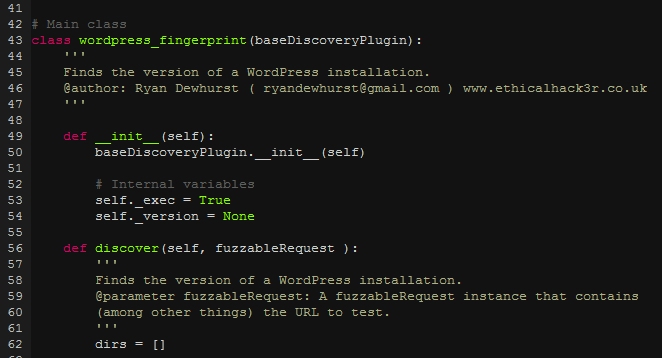 41
42 # Main class
43 class wordpress_fingerprint(baseDiscoveryPlugin):
44     '''
45     Finds the version of a WordPress installation.
46     @author: Ryan Dewhurst ( ryandewhurst@gmail.com ) www.ethicalhack3r.co.uk
47     '''
48
49     def __init__(self):
50         baseDiscoveryPlugin.__init__(self)
51
52         # Internal variables
53         self._exec = True
54         self._version = None
55
56     def discover(self, fuzzableRequest ):
57         '''
58         Finds the version of a WordPress installation.
59         @parameter fuzzableRequest: A fuzzableRequest instance that contains
60         (among other things) the URL to test.
61         '''
62         dirs = []